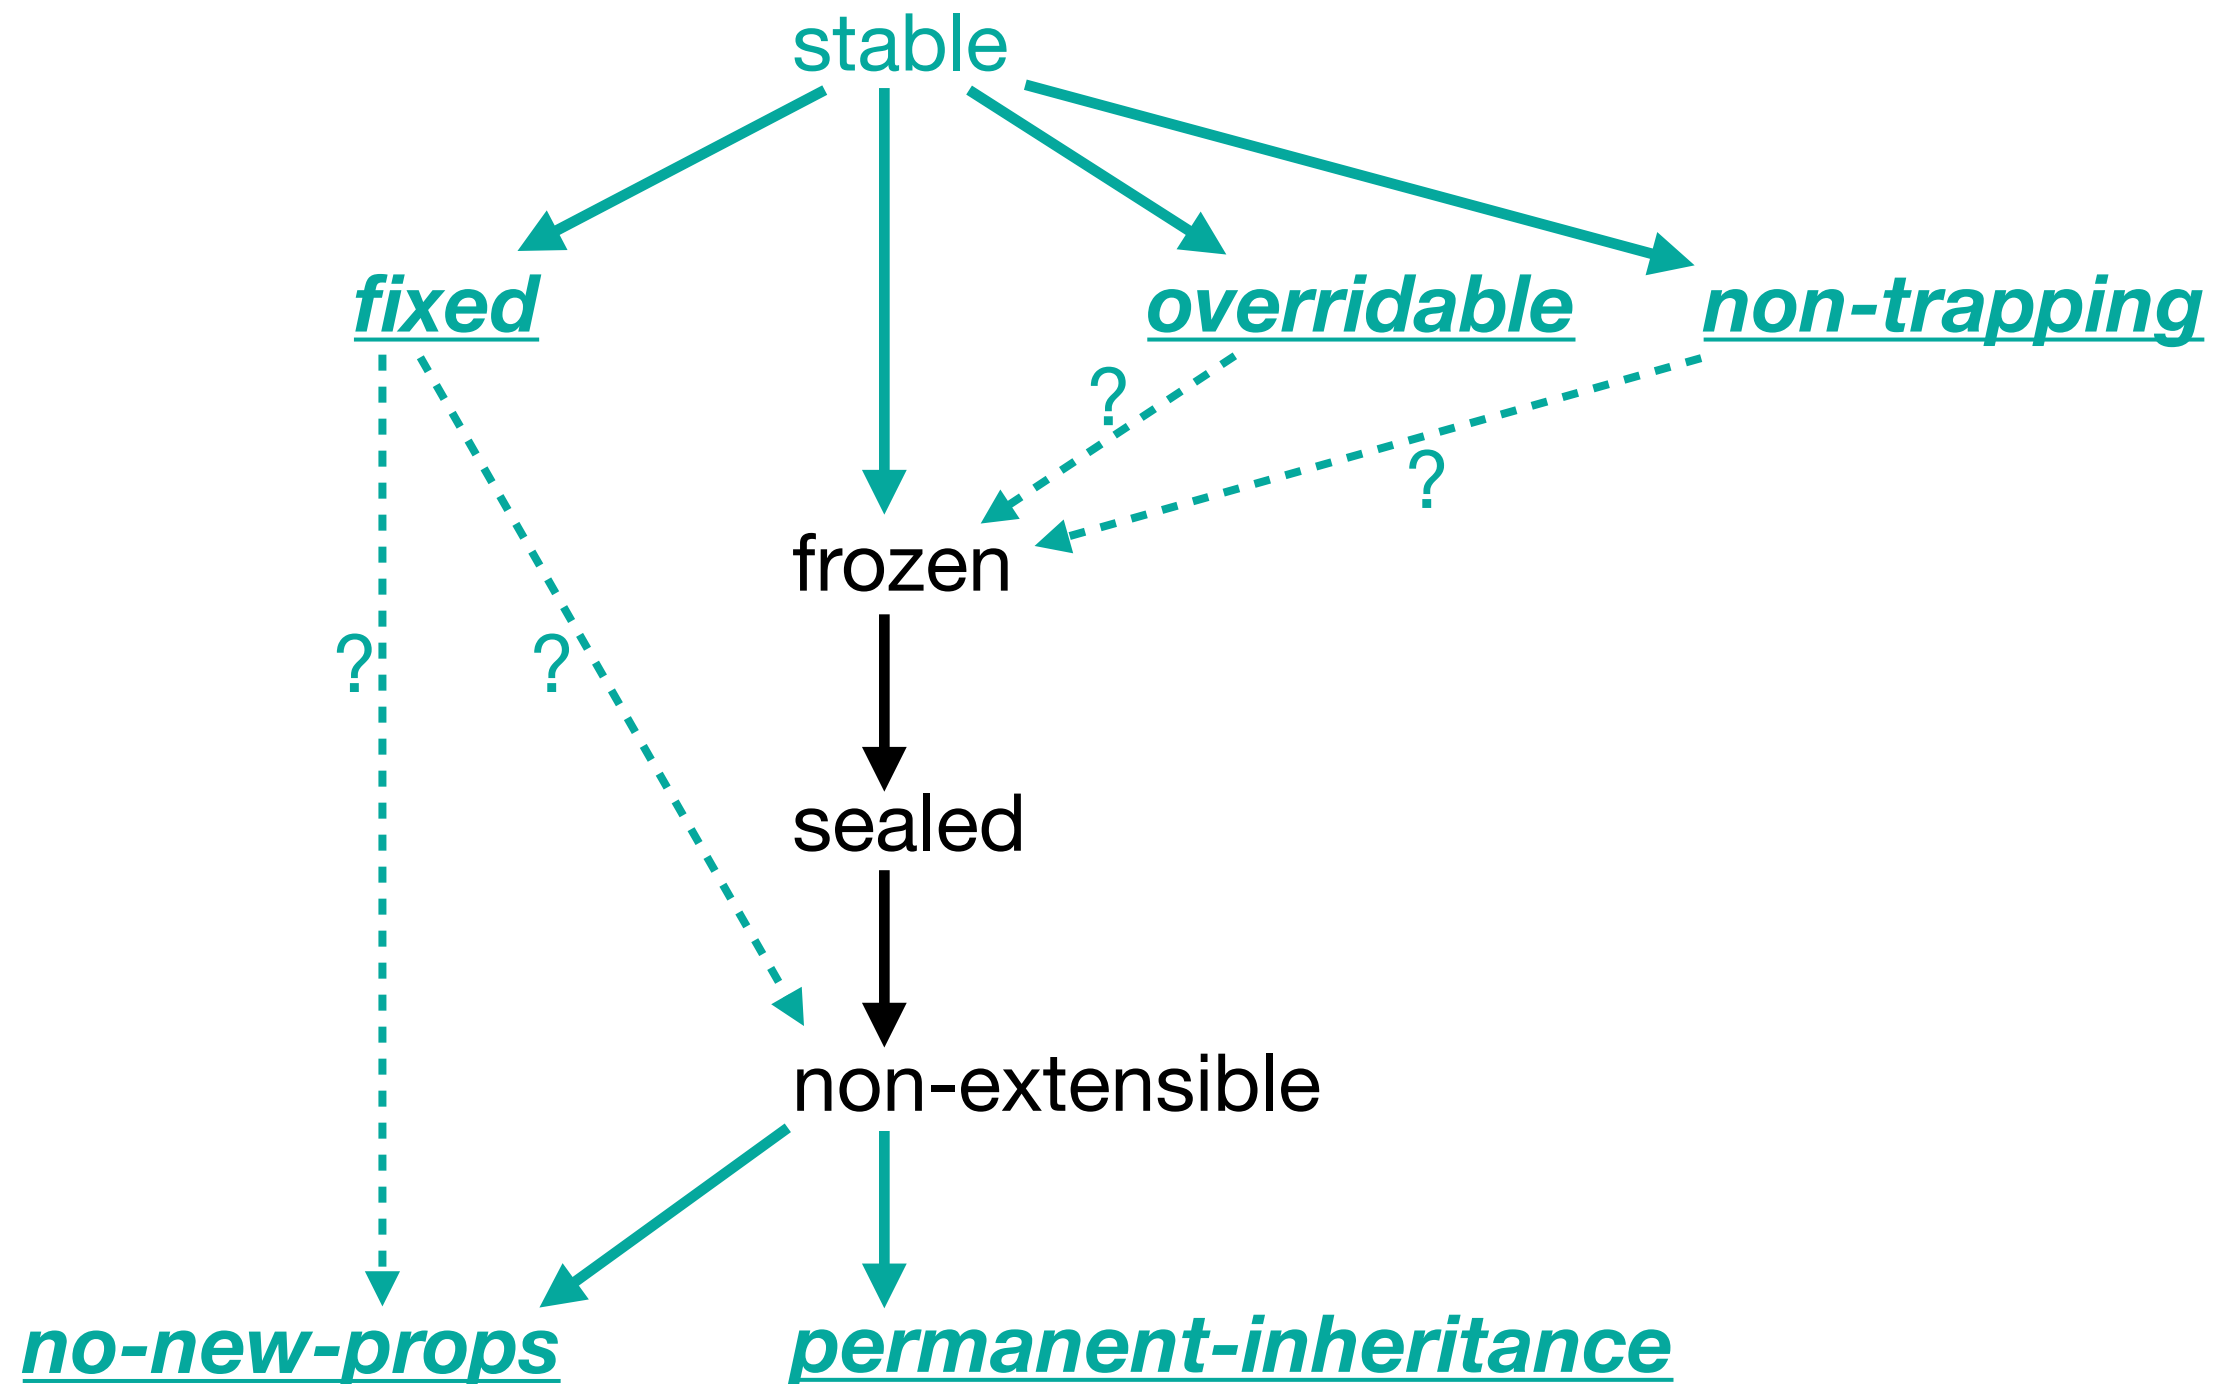 stable
fixed
overridable
non-trapping
?
?
frozen
?
?
sealed
non-extensible
no-new-props
permanent-inheritance